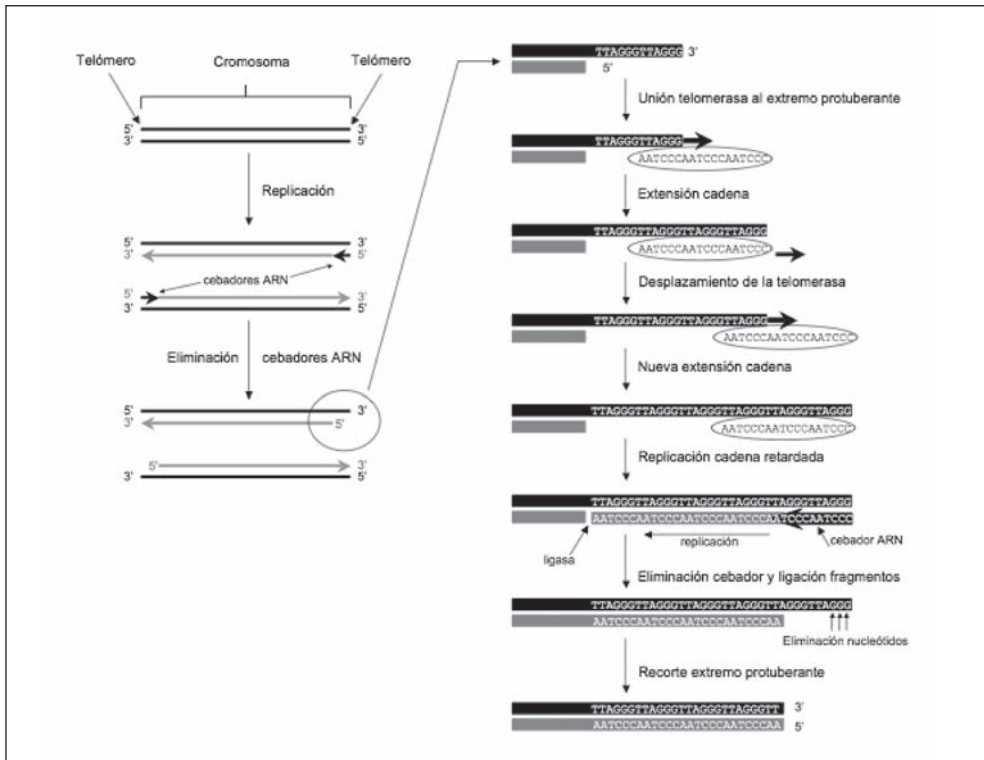 Telómero Cromosoma Telómero
5' 3'
3' 5'
Replicación
5' 3'
3' 5'
cebadores ARN
5' 3'
3' 5'
Eliminación cebadores ARN
5' 3'
3' 5'
5' 3'
3' 5'
TTAGGGTTAGGG 3'
5'
Unión telomerasa al extremo protuberante
TTAGGGTTAGGG
AATCCCAATCCCAATCCC
Extensión cadena
TTAGGGTTAGGGTTAGGGTTAGGG
AATCCCAATCCCAATCCC
Desplazamiento de la telomerasa
TTAGGGTTAGGGTTAGGGTTAGGG
AATCCCAATCCCAATCCC
Nueva extensión cadena
TTAGGGTTAGGGTTAGGGTTAGGGTTAGGGTTAGGG
AATCCCAATCCCAATCCC
Replicación cadena retardada
TTAGGGTTAGGGTTAGGGTTAGGGTTAGGGTTAGGG
AATCCCAATCCCAATCCCAATCCCAATCCCAATCCC
ligasa replicación cebador ARN
Eliminación cebador y ligación fragmentos
TTAGGGTTAGGGTTAGGGTTAGGGTTAGGGTTAGGG
AATCCCAATCCCAATCCCAATCCCAA
Eliminación nucleótidos
Recorte extremo protuberante
TTAGGGTTAGGGTTAGGGTTAGGGTT 3'
AATCCCAATCCCAATCCCAATCCCAA 5'